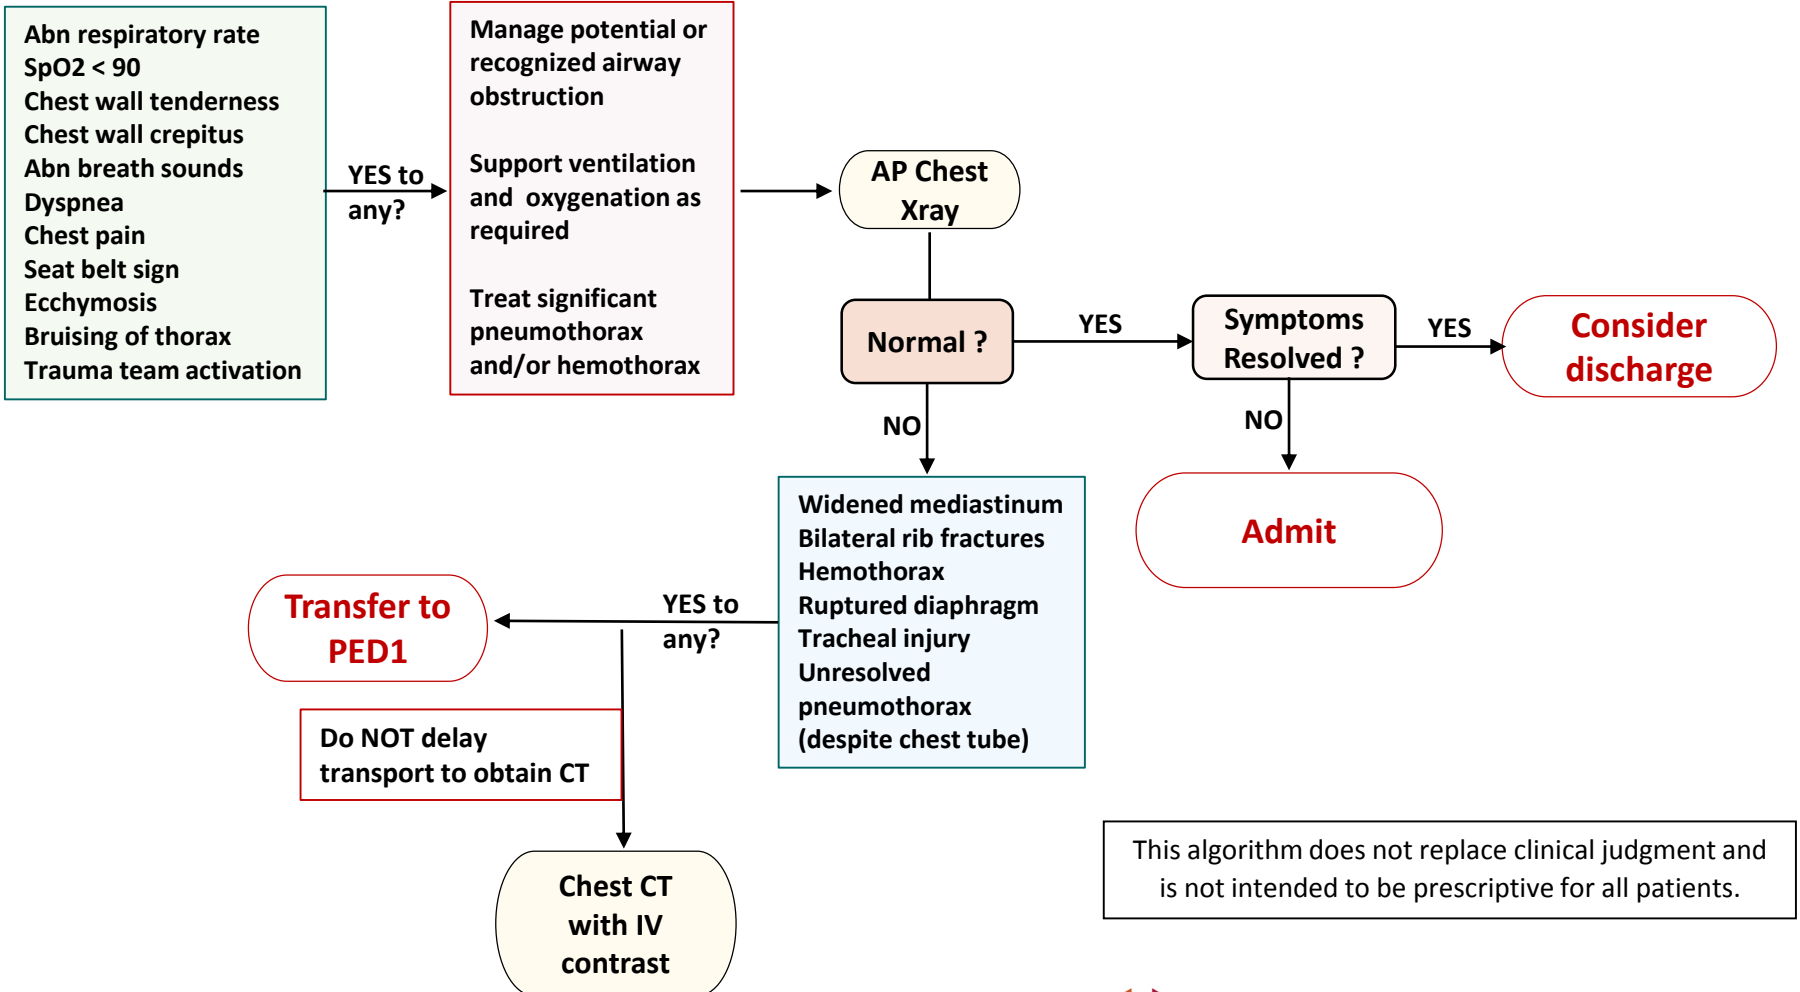 Abn respiratory rate
SpO2 < 90
Chest wall tenderness
Chest wall crepitus
Abn breath sounds
Dyspnea
Chest pain
Seat belt sign
Ecchymosis
Bruising of thorax
Trauma team activation
YES to
any?
Manage potential or
recognized airway
obstruction
Support ventilation
and oxygenation as
required
Treat significant
pneumothorax
and/or hemothorax
AP Chest
Xray
Normal ?
YES
Symptoms
Resolved ?
YES
Consider
discharge
NO
NO
Admit
Widened mediastinum
Bilateral rib fractures
Hemothorax
Ruptured diaphragm
Tracheal injury
Unresolved
pneumothorax
(despite chest tube)
YES to
any?
Transfer to
PED1
Do NOT delay
transport to obtain CT
Chest CT
with IV
contrast
This algorithm does not replace clinical judgment and
is not intended to be prescriptive for all patients.